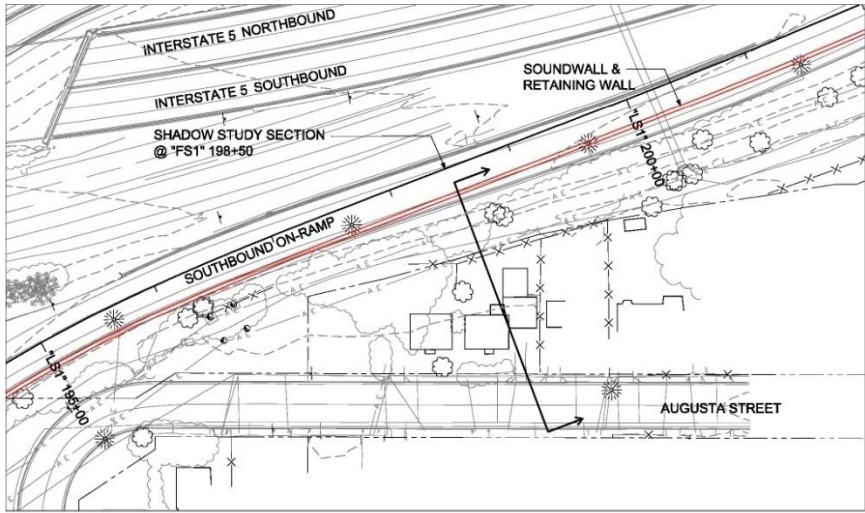 INTERSTATE 5 NORTHBOUND
INTERSTATE 5 SOUTHBOUND
SOUNDWALL &
RETAINING WALL
SHADOW STUDY SECTION
@ "FS1" 198+50
"LS1" 200+00
SOUTHBOUND ON-RAMP
"LS1" 195+00
AUGUSTA STREET